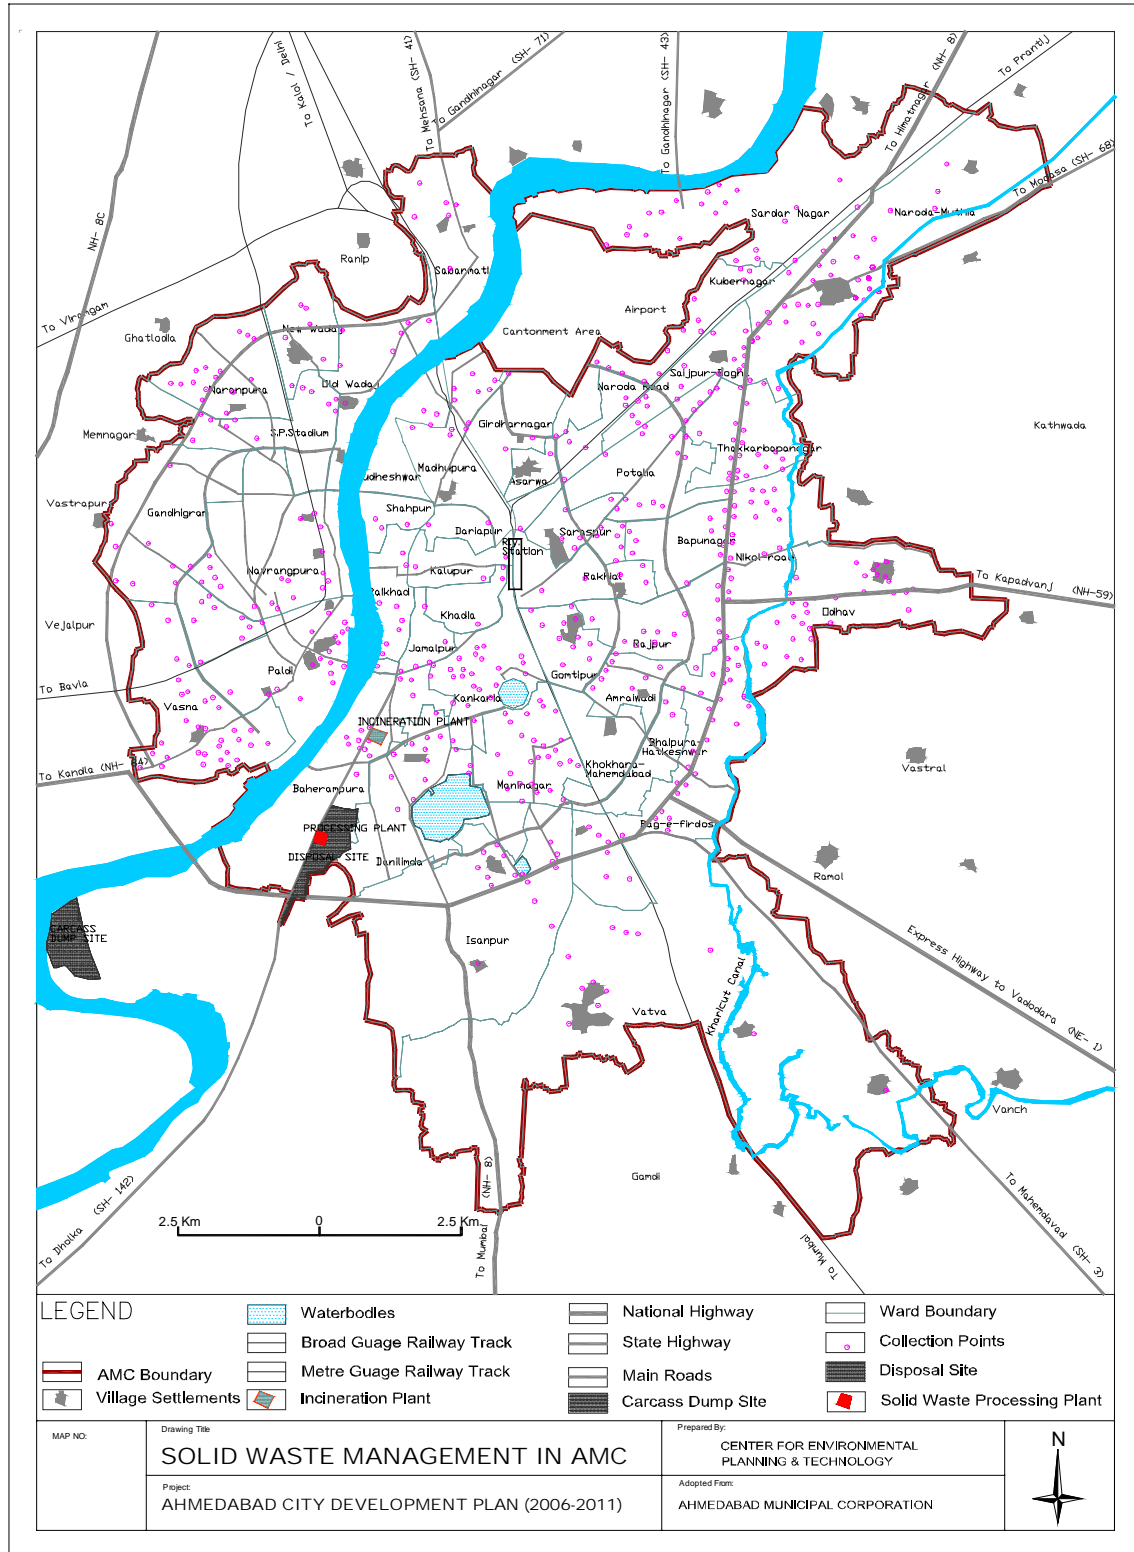 To Kalol / Delhi
To Mehsana (SH- 41)
To Gandhinagar (SH- 71)
To Gandhinagar (SH- 43)
To Himatnagar (NH- 8)
To Prantij
To Modasa (SH- 68)
NH- 8C
To Virangam
Ranip
Sabarmati
Sardar Nagar
Naroda-Muthia
Kubernagar
Airport
Cantonment Area
Ghatlodia
New Wadaj
Old Wadaj
Naranpura
S.P.Stadium
Memnagar
Saijpur-Bogh
Naroda Road
Girdharnagar
Kathwada
Thakkarbapanagar
Potalia
Madhupura
Asarwa
Dudheshwar
Vastrapur
Gandhigram
Shahpur
Dariapur
Saraspur
Bapunagar
Nikol-road
Rly.
Station
Navrangpura
Kalupur
Rakhial
To Kapadvanj (NH-59)
Raikhad
Khadia
Odhav
Vejalpur
Jamalpur
Rajpur
Paldi
Gomtipur
To Bavla
Kankaria
Amraiwadi
Vasna
INCINERATION PLANT
Bhaipura-
Hatkeshwar
Khokhara-
Mehemdabad
Vastral
To Kandla (NH- 84)
Baherampura
Maninagar
PROCESSING PLANT
Bag-e-firdos
DISPOSAL SITE
Danilimda
Ramol
CARCASS
DUMP SITE
Isanpur
Express Highway to Vadodara (NE- 1)
Kharicut Canal
Vatva
Vanch
Gamdi
To Dholka (SH- 142)
(NH- 8)
To Mumbai
To Mumbai
To Mahemdavad (SH- 3)
2.5 Km 0 2.5 Km.
LEGEND
AMC Boundary
Village Settlements
Waterbodies
Broad Guage Railway Track
Metre Guage Railway Track
Incineration Plant
National Highway
State Highway
Main Roads
Carcass Dump Site
Ward Boundary
Collection Points
Disposal Site
Solid Waste Processing Plant
MAP NO:
Drawing Title
SOLID WASTE MANAGEMENT IN AMC
Project:
AHMEDABAD CITY DEVELOPMENT PLAN (2006-2011)
Prepared By:
CENTER FOR ENVIRONMENTAL
PLANNING & TECHNOLOGY
Adopted From:
AHMEDABAD MUNICIPAL CORPORATION
N